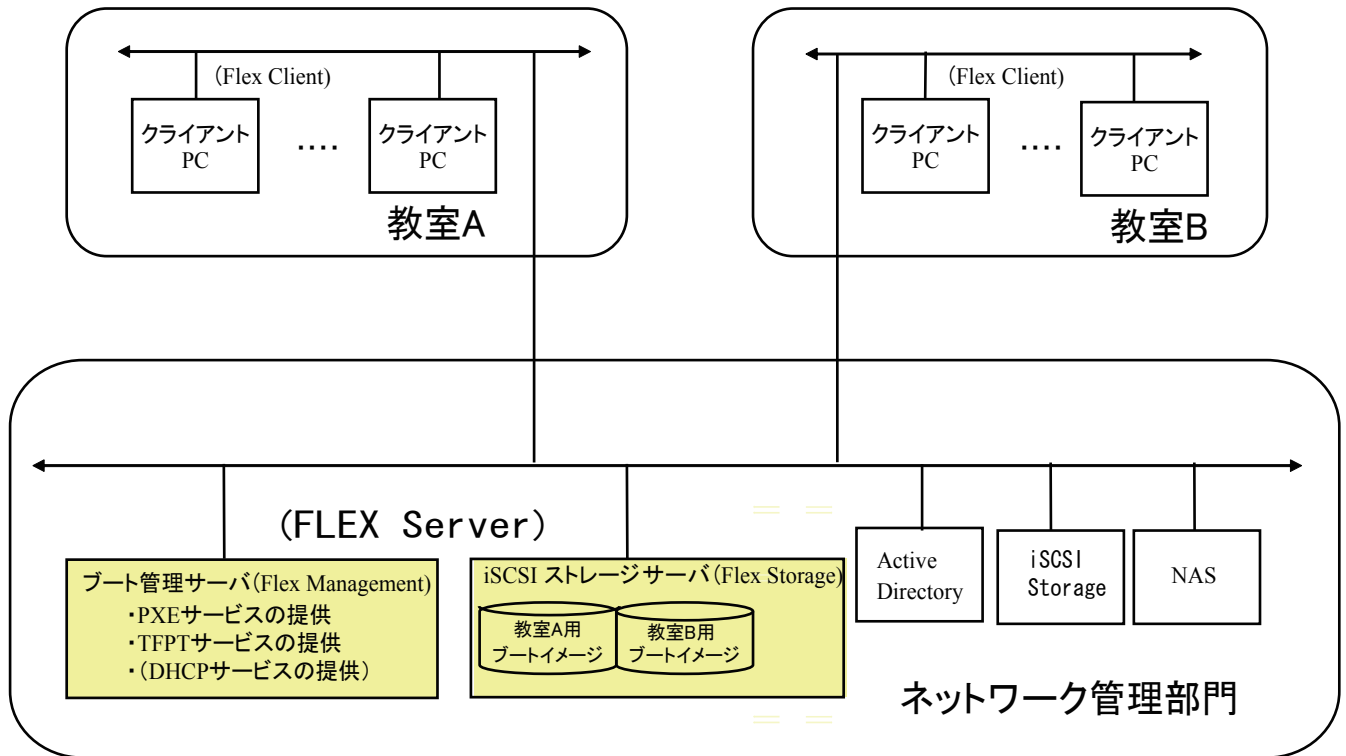 (Flex Client)
クライアント
PC
....
クライアント
PC
教室A
(Flex Client)
クライアント
PC
....
クライアント
PC
教室B
(FLEX Server)
ブート管理サーバ(Flex Management)
・PXEサービスの提供
・TFPTサービスの提供
・(DHCPサービスの提供)
iSCSI ストレージサーバ(Flex Storage)
教室A用
ブートイメージ
教室B用
ブートイメージ
Active
Directory
iSCSI
Storage
NAS
ネットワーク管理部門